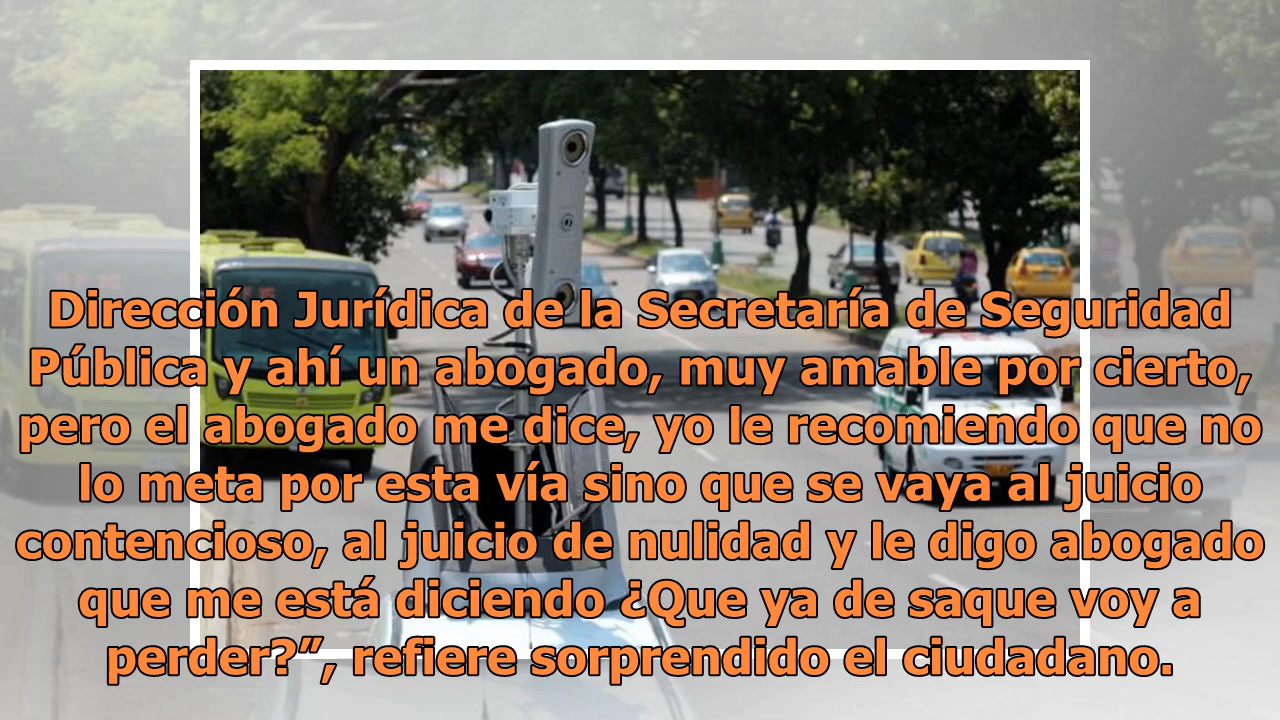 Dirección Jurídica de la Secretaría de Seguridad
Pública y ahí un abogado, muy amable por cierto,
pero el abogado me dice, yo le recomiendo que no
lo meta por esta vía sino que se vaya al juicio
contencioso, al juicio de nulidad y le digo abogado
que me está diciendo ¿Que ya de saque voy a
perder?”, refiere sorprendido el ciudadano.